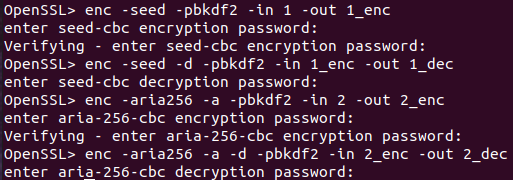 OpenSSL> enc -seed -pbkdf2 -in 1 -out 1_enc
enter seed-cbc encryption password:
Verifying - enter seed-cbc encryption password:
OpenSSL> enc -seed -d -pbkdf2 -in 1_enc -out 1_dec
enter seed-cbc decryption password:
OpenSSL> enc -aria256 -a -pbkdf2 -in 2 -out 2_enc
enter aria-256-cbc encryption password:
Verifying - enter aria-256-cbc encryption password:
OpenSSL> enc -aria256 -a -d -pbkdf2 -in 2_enc -out 2_dec
enter aria-256-cbc decryption password: